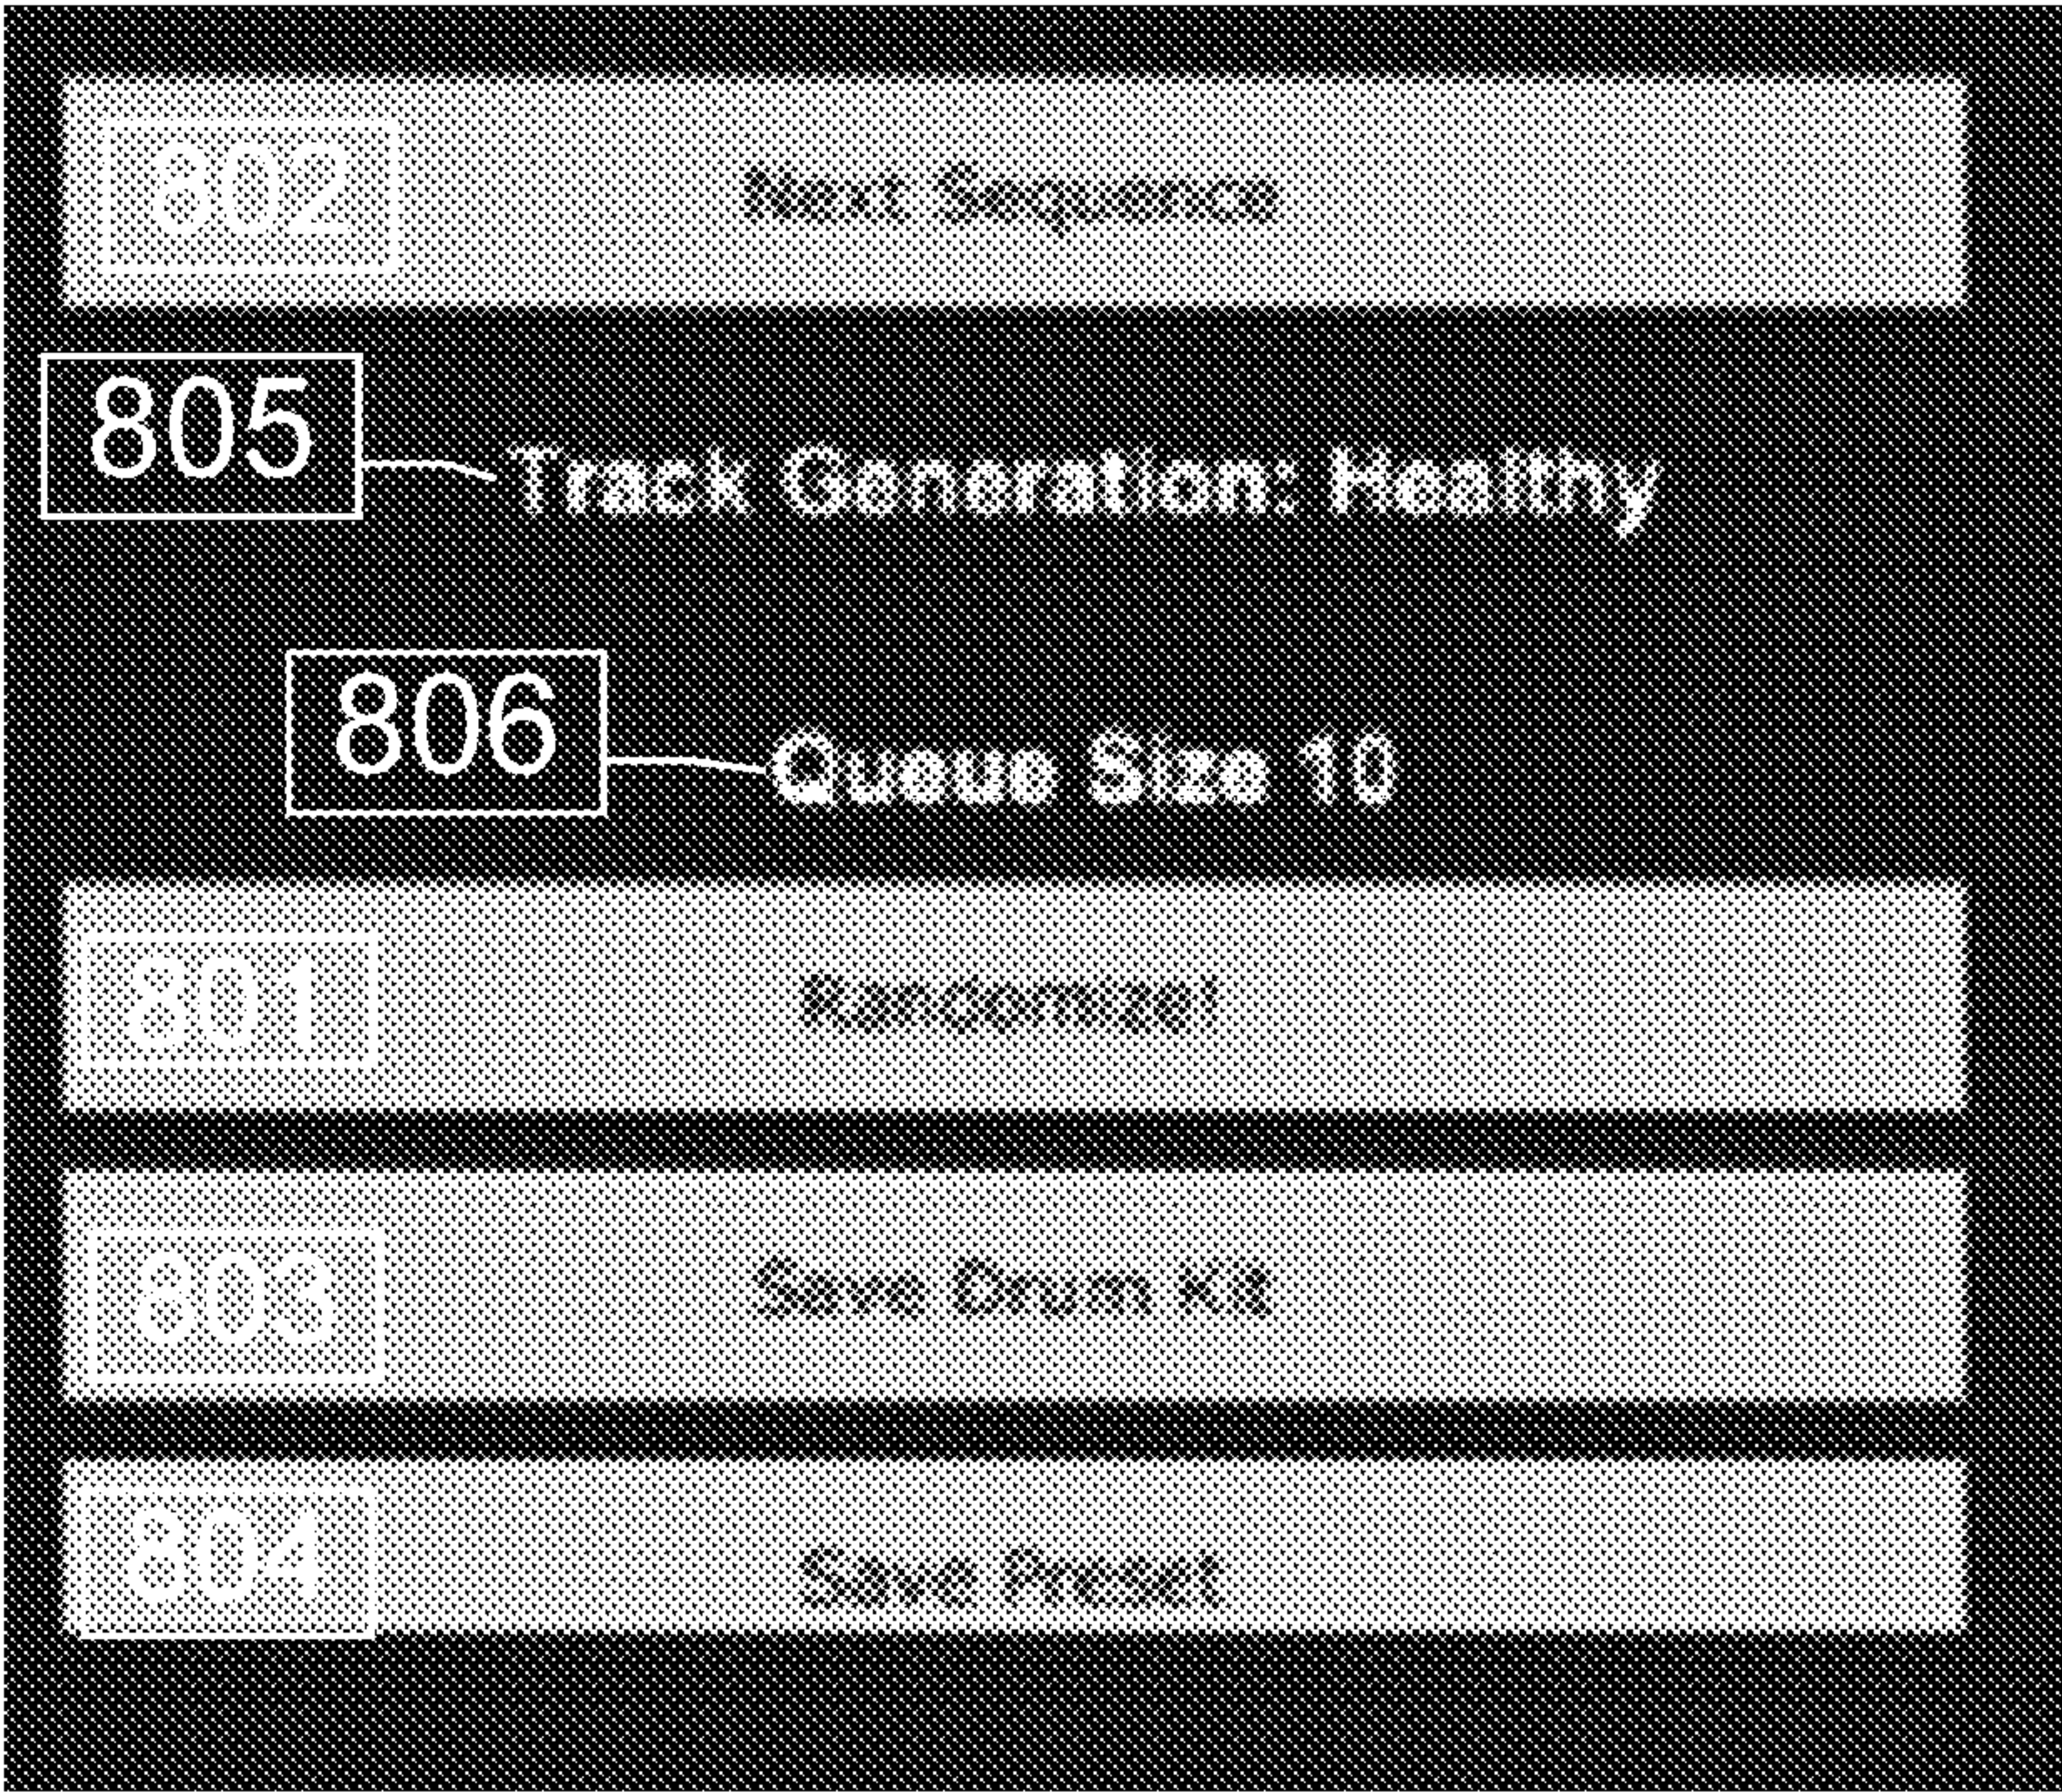 802 Next Sequence
805 Track Generation: Healthy
806 Queue Size 10
801 Randomize!
803 Save Drum Kit
804 Save Preset